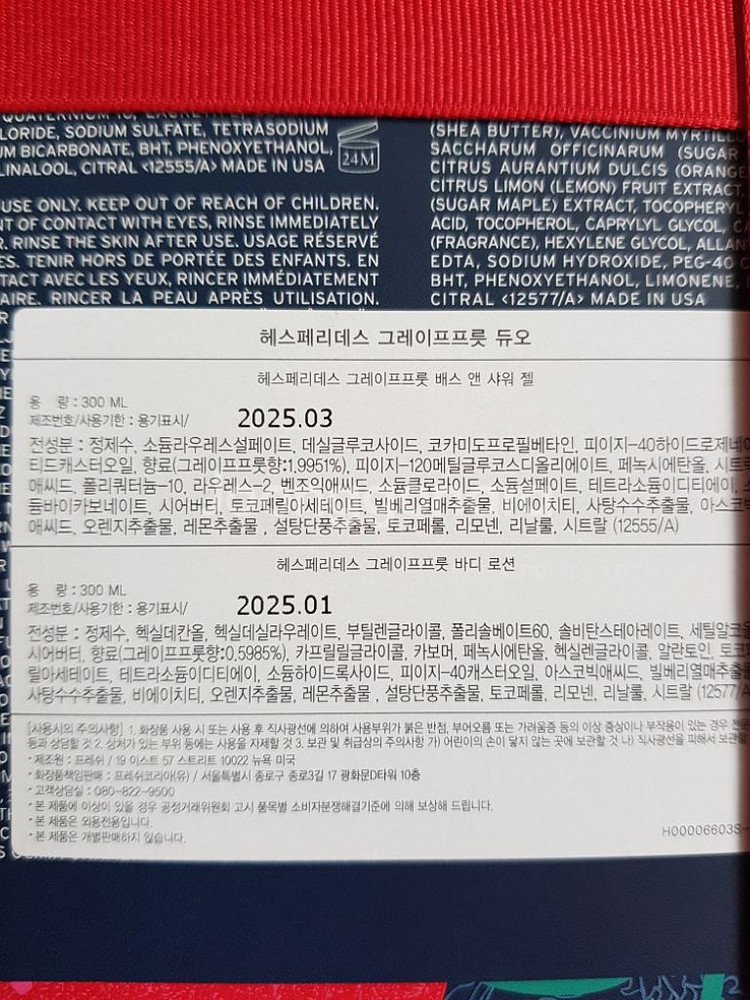 LORIDE, SODIUM SULFATE, TETRASODIUM
UM BICARBONATE, BHT, PHENOXYETHANOL,
LINALOOL, CITRAL <12555/A> MADE IN USA
24M
USE ONLY. KEEP OUT OF REACH OF CHILDREN.
NT OF CONTACT WITH EYES, RINSE IMMEDIATELY
R. RINSE THE SKIN AFTER USE. USAGE RÉSERVÉ
ES. TENIR HORS DE PORTÉE DES ENFANTS. EN
TACT AVEC LES YEUX, RINCER IMMÉDIATEMENT
AIRE. RINCER LA PEAU APRÈS UTILISATION.
(SHEA BUTTER), VACCINIUM MYRTILL
SACCHARUM OFFICINARUM (SUGAR
CITRUS AURANTIUM DULCIS (ORANGE
CITRUS LIMON (LEMON) FRUIT EXTRACT
(SUGAR MAPLE) EXTRACT, TOCOPHERYL
ACID, TOCOPHEROL, CAPRYLYL GLYCOL, CA
(FRAGRANCE), HEXYLENE GLYCOL, ALLAN
EDTA, SODIUM HYDROXIDE, PEG-40
BHT, PHENOXYETHANOL, LIMONENE,
CITRAL <12577/A> MADE IN USA
헤스페리데스 그레이프프룻 듀오
헤스페리데스 그레이프프룻 배스 앤 샤워 젤
용 량 : 300 ML
제조번호/사용기한 : 용기표시/ 2025.03
전성분 : 정제수, 소듐라우레스설페이트, 데실글루코사이드, 코카미도프로필베타인, 피이지-40하이드로제네
티드캐스터오일, 향료(그레이프프룻향:1.9951%), 피이지-120메틸글루코스디올리에이트, 페녹시에탄올, 시트
애씨드, 폴리쿼터늄-10, 라우레스-2, 벤조익애씨드, 소듐클로라이드, 소듐설페이트, 테트라소듐이디티에이,
듐바이카보네이트, 시어버터, 토코페릴아세테이트, 빌베리열매추출물, 비에이치티, 사탕수수추출물, 아스코
애씨드, 오렌지추출물, 레몬추출물 , 설탕단풍추출물, 토코페롤, 리모넨, 리날룰, 시트랄 (12555/A)
헤스페리데스 그레이프프룻 바디 로션
용 량 : 300 ML
제조번호/사용기한 : 용기표시/ 2025.01
전성분 : 정제수, 헥실데칸올, 헥실데실라우레이트, 부틸렌글라이콜, 폴리솔베이트60, 솔비탄스테아레이트, 세틸알코올
시어버터, 향료(그레이프프룻향:0.5985%), 카프릴릴글라이콜, 카보머, 페녹시에탄올, 헥실렌글라이콜, 알란토인, 토코
릴아세테이트, 테트라소듐이디티에이, 소듐하이드록사이드, 피이지-40캐스터오일, 아스코빅애씨드, 빌베리열매추출
사탕수수추출물, 비에이치티, 오렌지추출물, 레몬추출물 , 설탕단풍추출물, 토코페롤, 리모넨, 리날룰, 시트랄 (12577/A
[사용시의 주의사항] 1. 화장품 사용 시 또는 사용 후 직사광선에 의하여 사용부위가 붉은 반점, 부어오름 또는 가려움증 등의 이상 증상이나 부작용이 있는 경우 전문
등과 상담할 것 2. 상처가 있는 부위 등에는 사용을 자제할 것 3. 보관 및 취급상의 주의사항 가) 어린이의 손이 닿지 않는 곳에 보관할 것 나) 직사광선을 피해서 보관할
• 제조원 : 프레쉬 / 19 이스트 57 스트리트 10022 뉴욕 미국
• 화장품책임판매 : 프레쉬코리아(유) / 서울특별시 종로구 종로3길 17 광화문D타워 10층
• 고객상담실 : 080-822-9500
• 본 제품에 이상이 있을 경우 공정거래위원회 고시 품목별 소비자분쟁해결기준에 의해 보상해 드립니다.
• 본 제품은 외용전용입니다.
• 본 제품은 개별판매하지 않습니다.
H00006603S